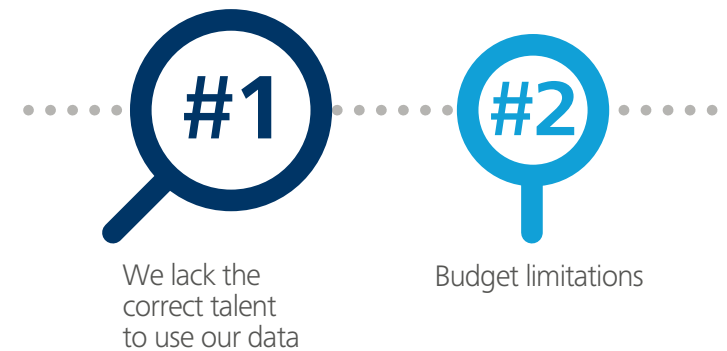 #1
We lack the
correct talent
to use our data
#2
Budget limitations